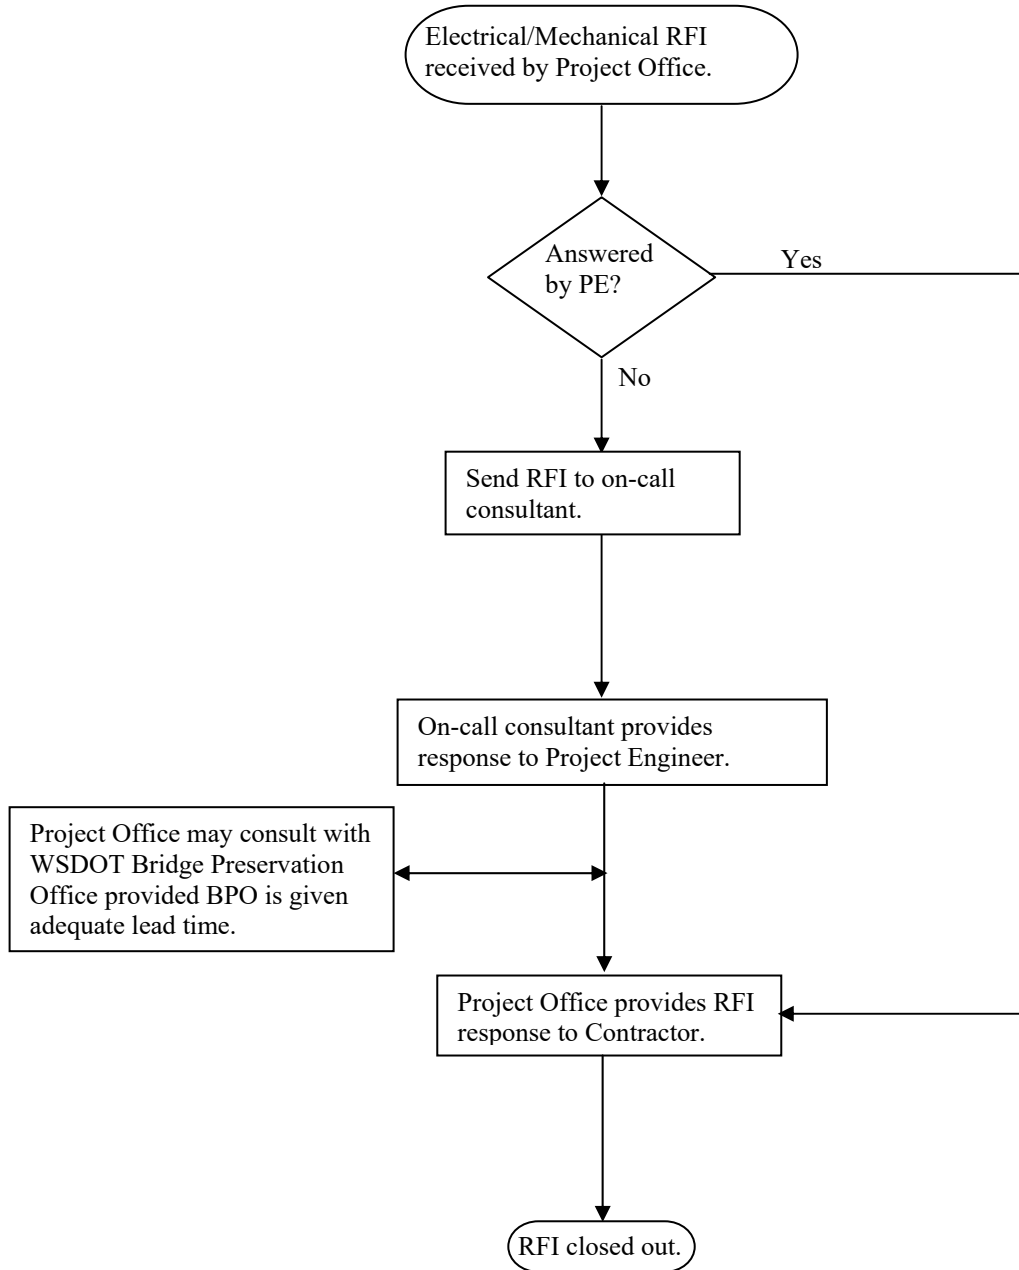 Electrical/Mechanical RFI
received by Project Office.
Answered
by PE?
Yes
No
Send RFI to on-call
consultant.
On-call consultant provides
response to Project Engineer.
Project Office may consult with
WSDOT Bridge Preservation
Office provided BPO is given
adequate lead time.
Project Office provides RFI
response to Contractor.
RFI closed out.